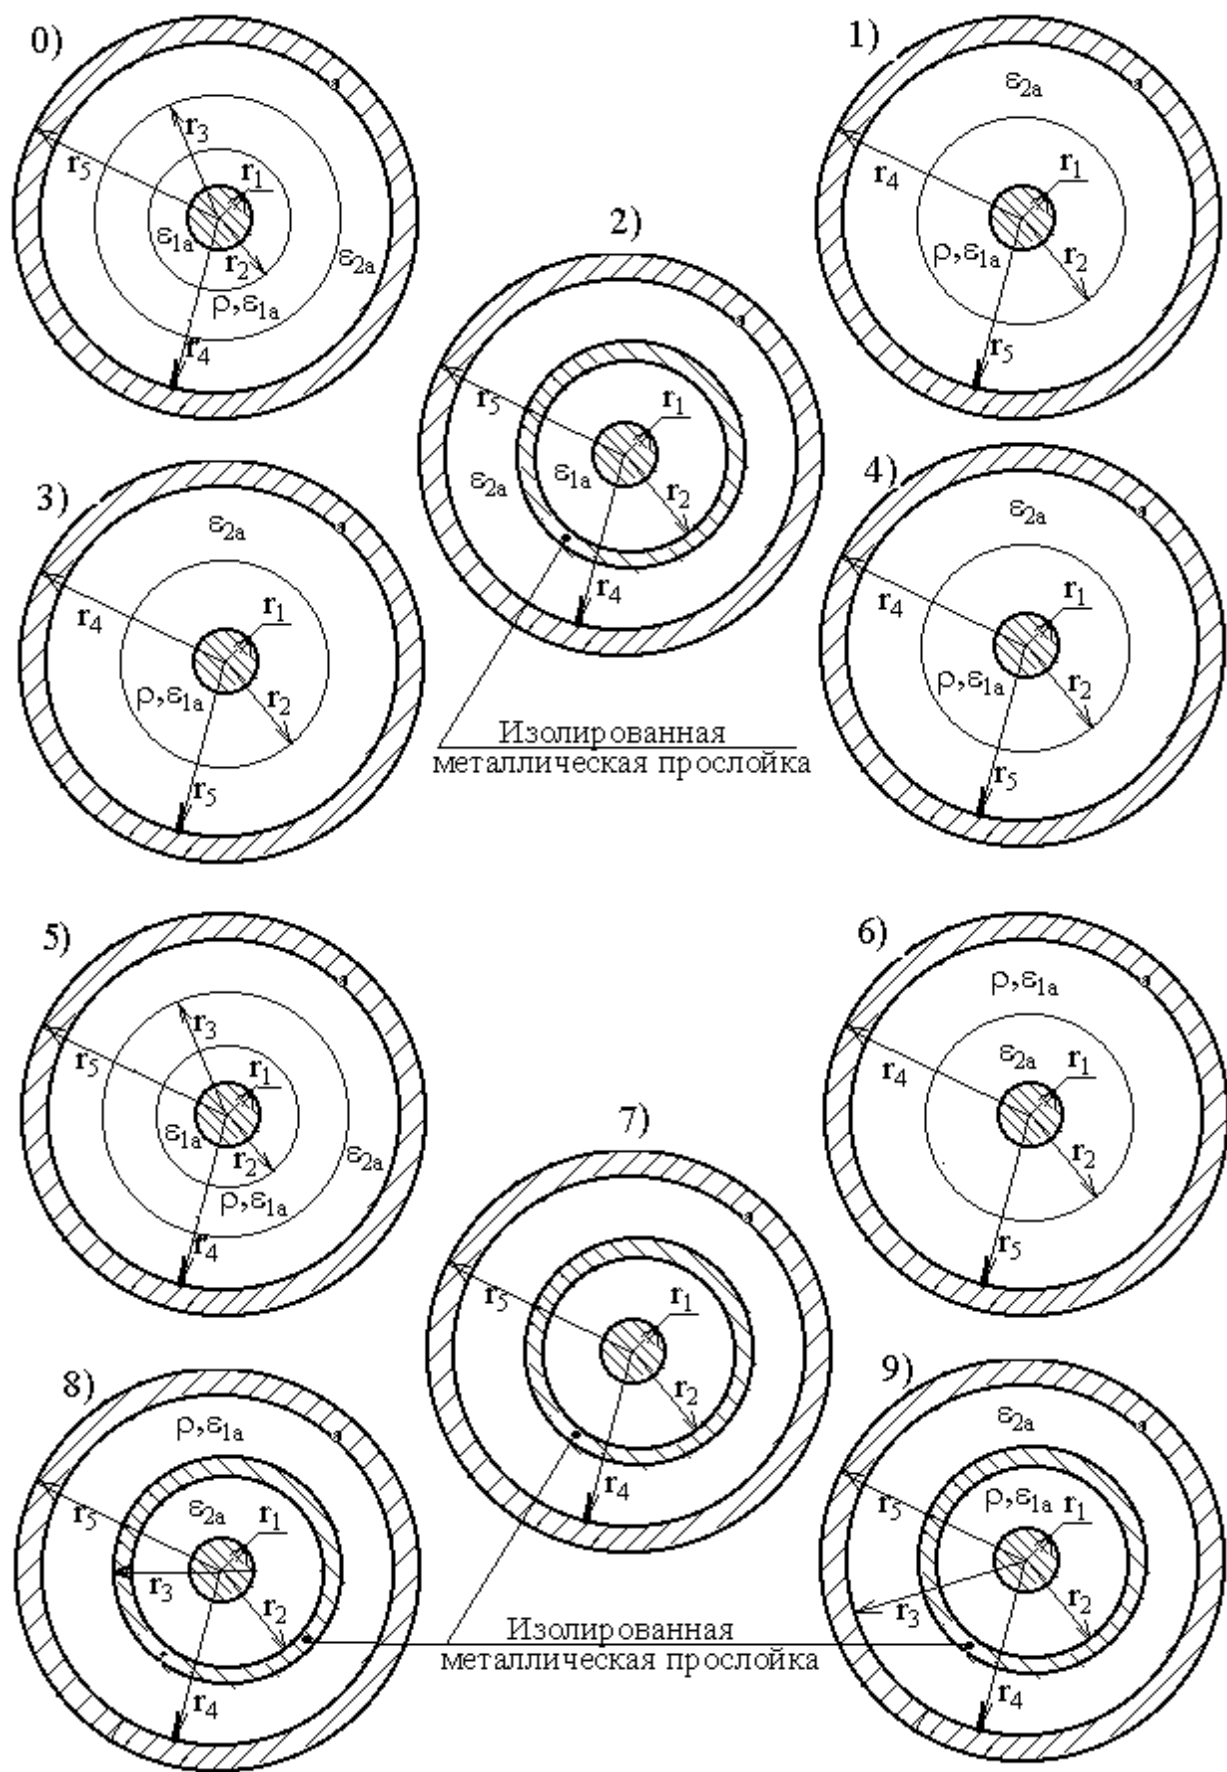 0)
r₃
r₅
r₁
ε₁ₐ
r₂
ε₂ₐ
ρ,ε₁ₐ
r₄
1)
ε₂ₐ
r₄
r₁
ρ,ε₁ₐ
r₂
r₅
2)
r₅
r₁
ε₂ₐ
ε₁ₐ
r₂
r₄
Изолированная
металлическая прослойка
3)
ε₂ₐ
r₄
r₁
ρ,ε₁ₐ
r₂
r₅
4)
ε₂ₐ
r₄
r₁
ρ,ε₁ₐ
r₂
r₅
5)
r₃
r₅
r₁
ε₁ₐ
r₂
ε₂ₐ
ρ,ε₁ₐ
r₄
6)
ρ,ε₁ₐ
r₄
ε₂ₐ
r₁
r₂
r₅
7)
r₅
r₁
r₂
r₄
8)
ρ,ε₁ₐ
r₅
ε₂ₐ
r₁
r₃
r₂
r₄
9)
ε₂ₐ
r₅
ρ,ε₁ₐ
r₁
r₃
r₂
r₄
Изолированная
металлическая прослойка